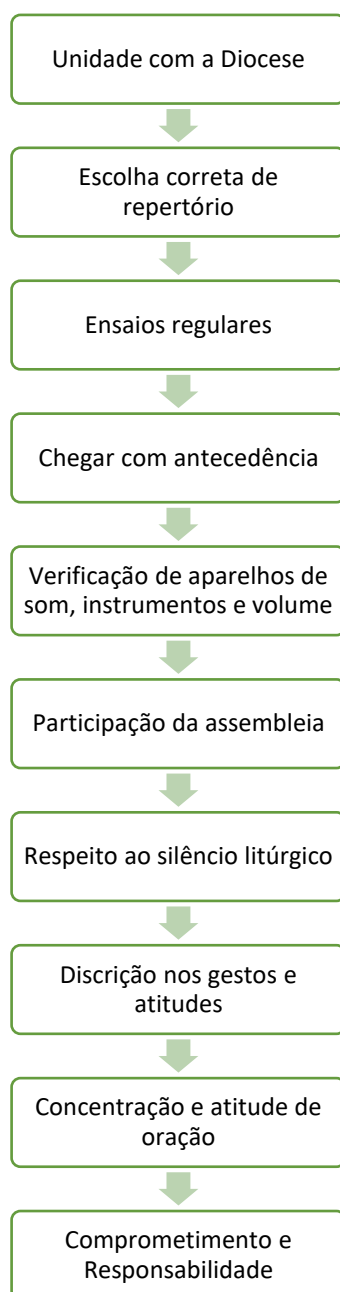 Unidade com a Diocese
Escolha correta de
repertório
Ensaios regulares
Chegar com antecedência
Verificação de aparelhos de
som, instrumentos e volume
Participação da assembleia
Respeito ao silêncio litúrgico
Discrição nos gestos e
atitudes
Concentração e atitude de
oração
Comprometimento e
Responsabilidade